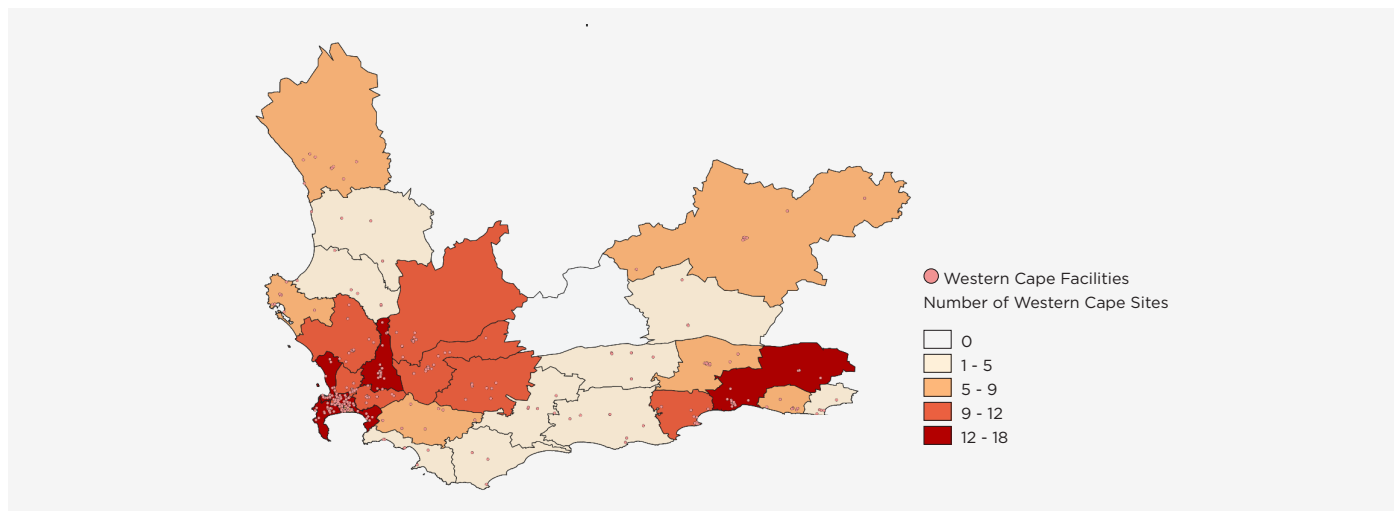 Western Cape Facilities
Number of Western Cape Sites
0
1 - 5
5 - 9
9 - 12
12 - 18